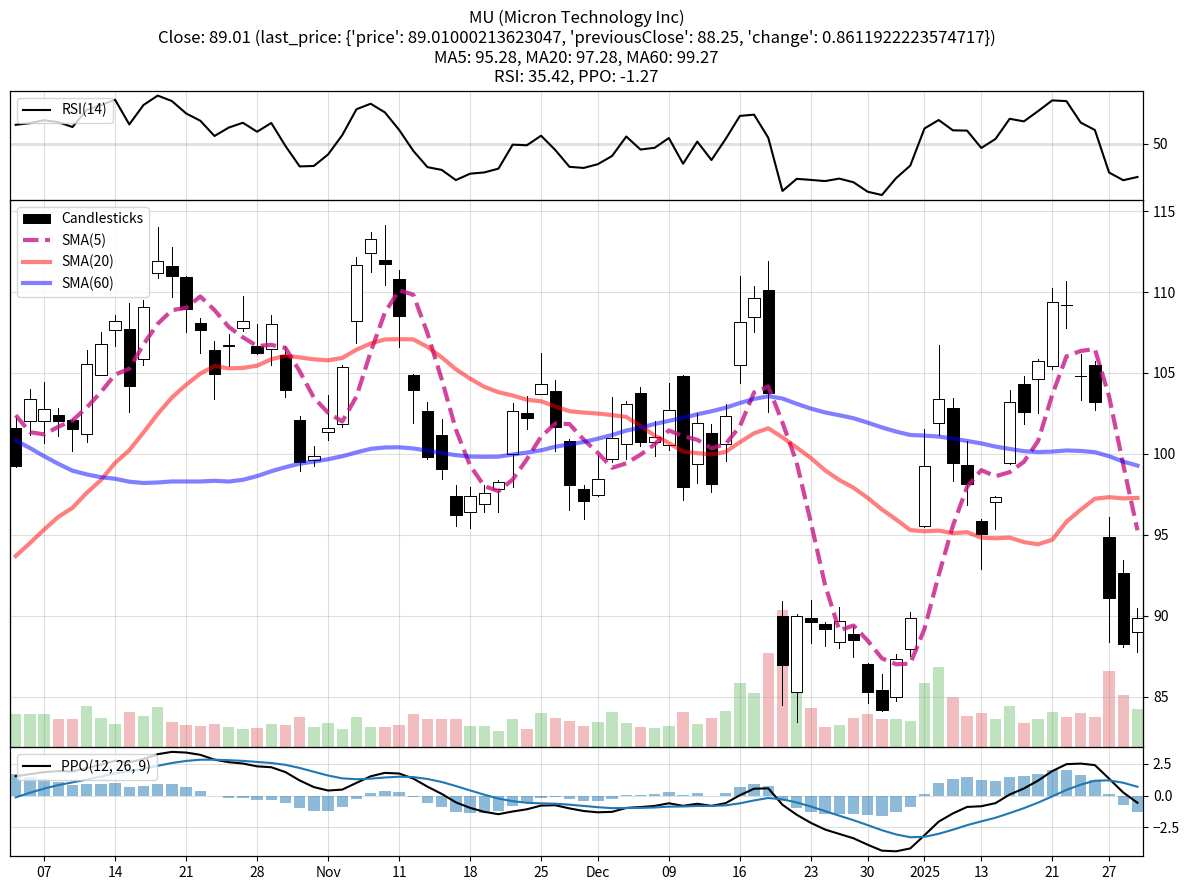 MU (Micron Technology Inc)
Close: 89.01 (last_price: {'price': 89.01000213623047, 'previousClose': 88.25, 'change': 0.8611922223574717})
MA5: 95.28, MA20: 97.28, MA60: 99.27
RSI: 35.42, PPO: -1.27
RSI(14)
50
Candlesticks
SMA(5)
SMA(20)
SMA(60)
115
110
105
100
95
90
85
PPO(12, 26, 9)
2.5
0.0
−2.5
07 14 21 28 Nov 11 18 25 Dec 09 16 23 30 2025 13 21 27